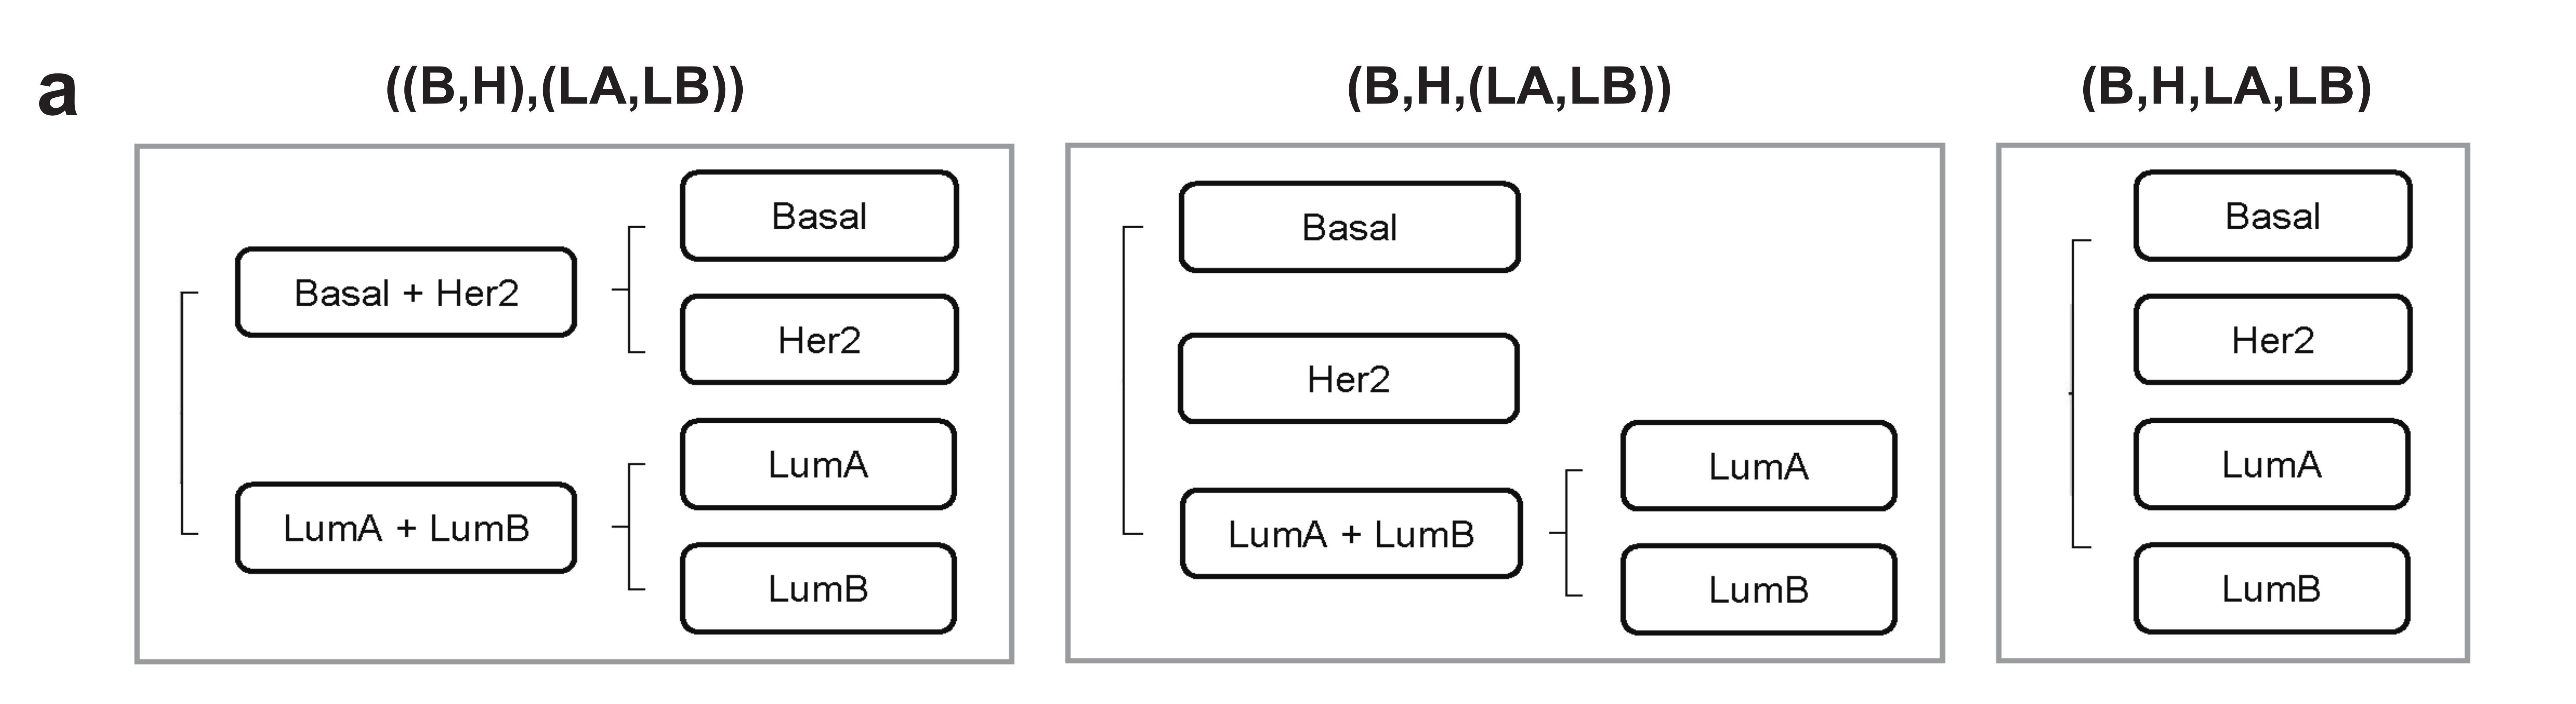 a
((B,H),(LA,LB))
Basal + Her2
LumA + LumB
Basal
Her2
LumA
LumB
(B,H,(LA,LB))
Basal
Her2
LumA + LumB
LumA
LumB
(B,H,LA,LB)
Basal
Her2
LumA
LumB